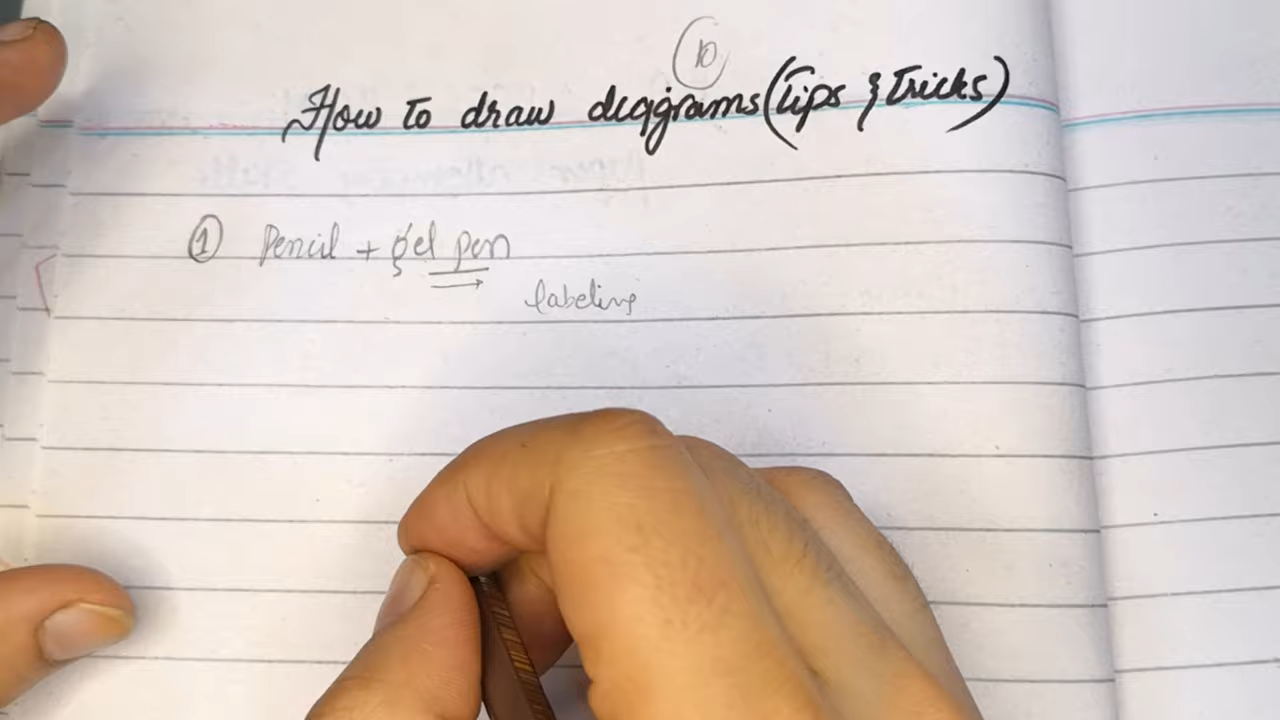 10
How to draw diagrams (Tips & Tricks)
① Pencil + gel pen
labeling